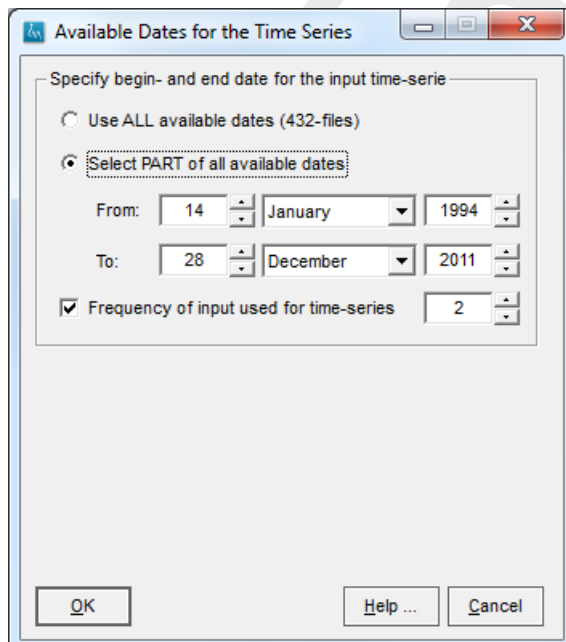 Available Dates for the Time Series
Specify begin- and end date for the input time-serie
Use ALL available dates (432-files)
Select PART of all available dates
From: 14 January 1994
To: 28 December 2011
Frequency of input used for time-series 2
OK Help ... Cancel